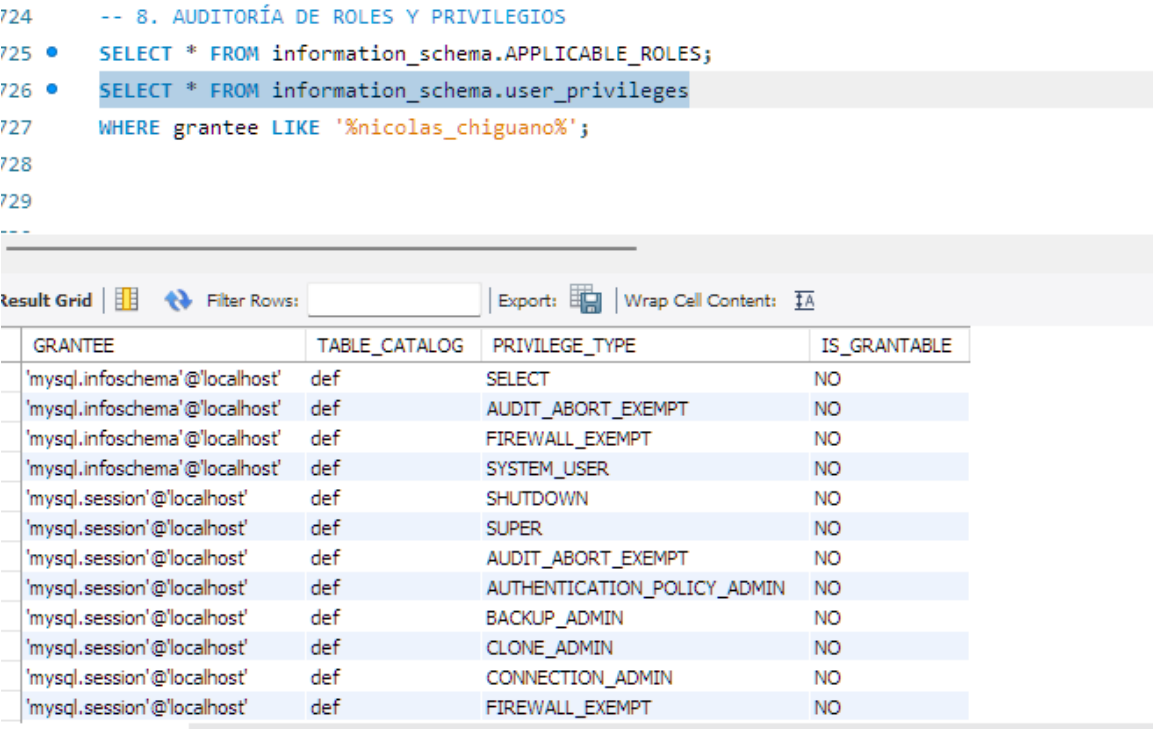 724 -- 8. AUDITORÍA DE ROLES Y PRIVILEGIOS
725 SELECT * FROM information_schema.APPLICABLE_ROLES;
726 SELECT * FROM information_schema.user_privileges
727 WHERE grantee LIKE '%nicolas_chiguano%';
728
729
Result Grid Filter Rows: Export: Wrap Cell Content: IA
GRANTEE TABLE_CATALOG PRIVILEGE_TYPE IS_GRANTABLE
'mysql.infoschema'@'localhost' def SELECT NO
'mysql.infoschema'@'localhost' def AUDIT_ABORT_EXEMPT NO
'mysql.infoschema'@'localhost' def FIREWALL_EXEMPT NO
'mysql.infoschema'@'localhost' def SYSTEM_USER NO
'mysql.session'@'localhost' def SHUTDOWN NO
'mysql.session'@'localhost' def SUPER NO
'mysql.session'@'localhost' def AUDIT_ABORT_EXEMPT NO
'mysql.session'@'localhost' def AUTHENTICATION_POLICY_ADMIN NO
'mysql.session'@'localhost' def BACKUP_ADMIN NO
'mysql.session'@'localhost' def CLONE_ADMIN NO
'mysql.session'@'localhost' def CONNECTION_ADMIN NO
'mysql.session'@'localhost' def FIREWALL_EXEMPT NO